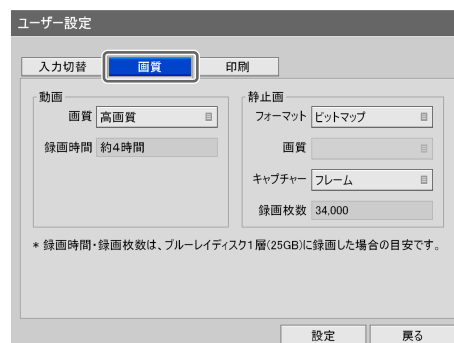 ユーザー設定
入力切替 画質 印刷
動画
画質 高画質
録画時間 約4時間
静止画
フォーマット ビットマップ
画質
キャプチャー フレーム
録画枚数 34,000
* 録画時間・録画枚数は、ブルーレイディスク1層(25GB)に録画した場合の目安です。
設定 戻る